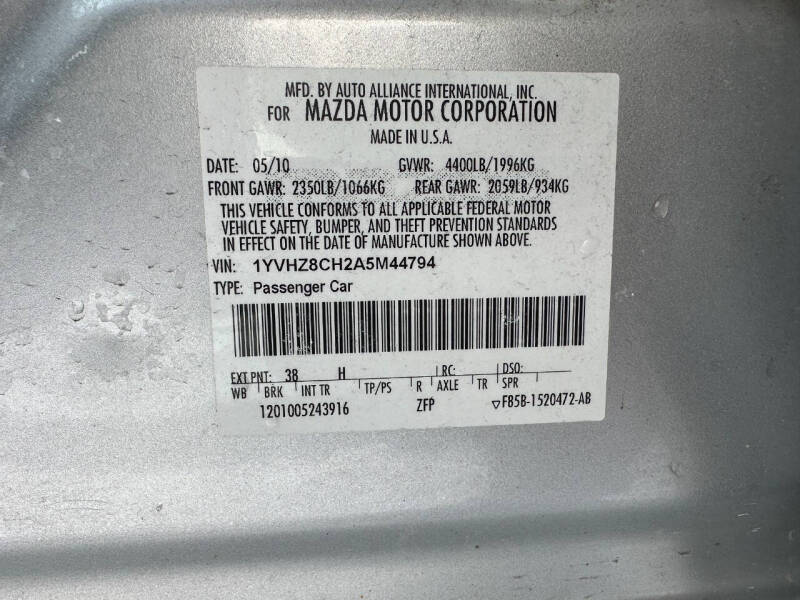 MFD. BY AUTO ALLIANCE INTERNATIONAL, INC.
FOR MAZDA MOTOR CORPORATION
MADE IN U.S.A.
DATE: 05/10 GVWR: 4400LB/1996KG
FRONT GAWR: 2350LB/1066KG REAR GAWR: 2059LB/934KG
THIS VEHICLE CONFORMS TO ALL APPLICABLE FEDERAL MOTOR
VEHICLE SAFETY, BUMPER, AND THEFT PREVENTION STANDARDS
IN EFFECT ON THE DATE OF MANUFACTURE SHOWN ABOVE.
VIN: 1YVHZ8CH2A5M44794
TYPE: Passenger Car
EXT PNT: 38 H RC: DSO:
WB BRK INT TR TP/PS R AXLE TR SPR
1201005243916 ZFP ▽F85B-1520472-AB